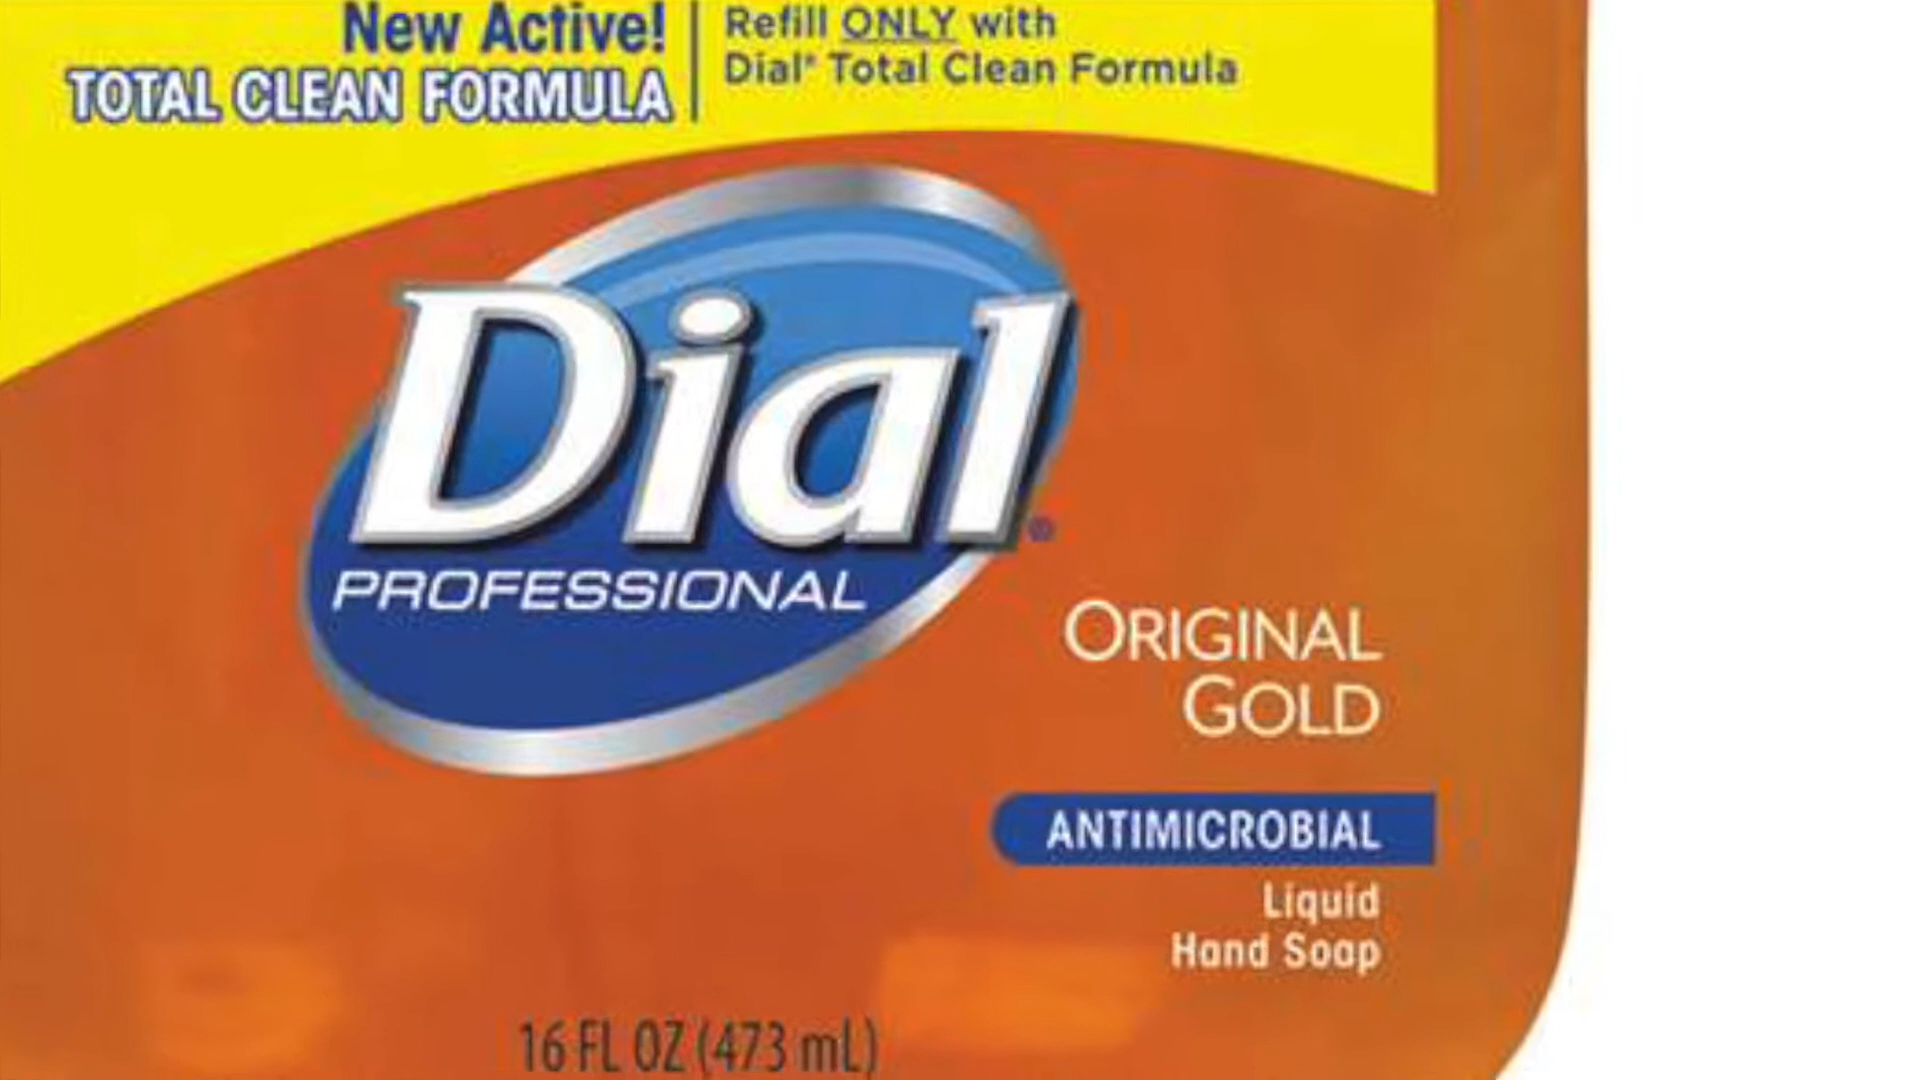 New Active!
TOTAL CLEAN FORMULA
Refill ONLY with
Dial® Total Clean Formula
Dial®
PROFESSIONAL
ORIGINAL
GOLD
ANTIMICROBIAL
Liquid
Hand Soap
16 FL OZ (473 mL)